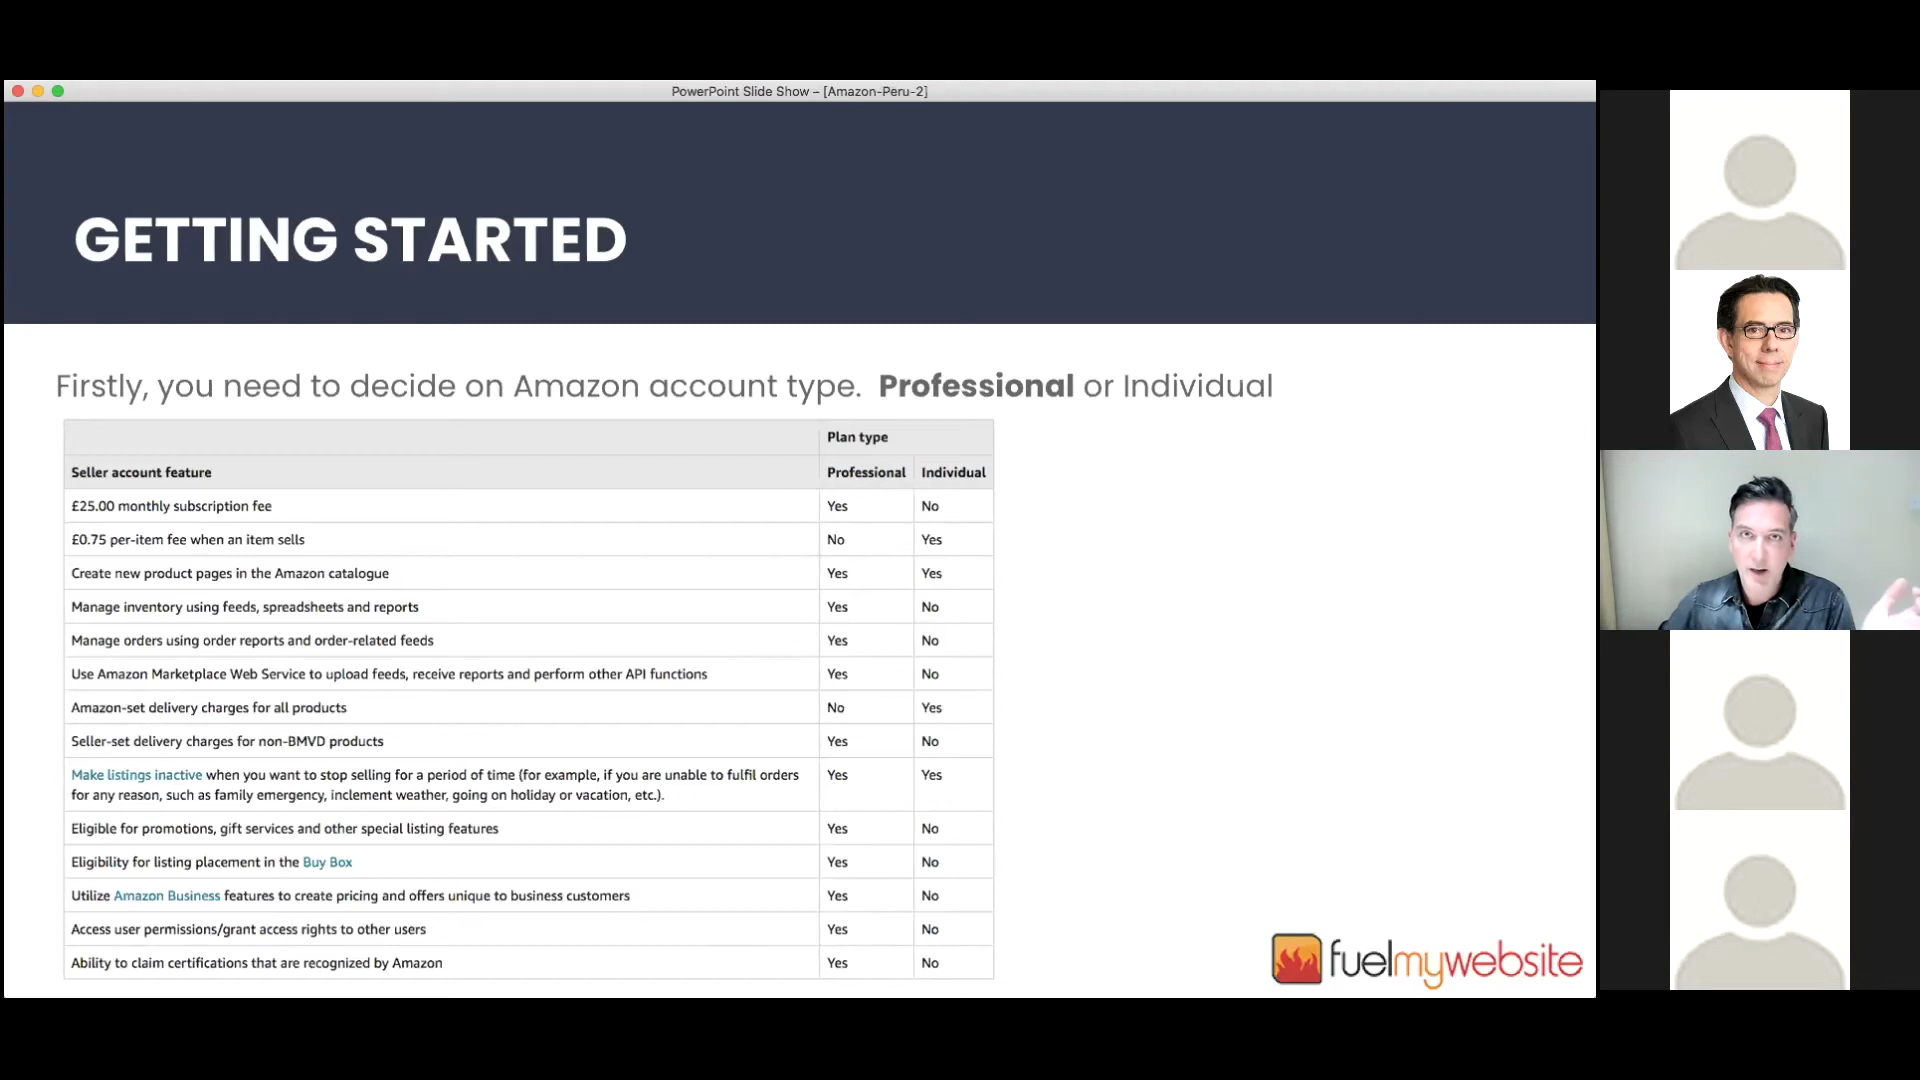 PowerPoint Slide Show – [Amazon-Peru-2]
GETTING STARTED
Firstly, you need to decide on Amazon account type. Professional or Individual
Plan type
Seller account feature Professional Individual
£25.00 monthly subscription fee Yes No
£0.75 per-item fee when an item sells No Yes
Create new product pages in the Amazon catalogue Yes Yes
Manage inventory using feeds, spreadsheets and reports Yes No
Manage orders using order reports and order-related feeds Yes No
Use Amazon Marketplace Web Service to upload feeds, receive reports and perform other API functions Yes No
Amazon-set delivery charges for all products No Yes
Seller-set delivery charges for non-BMVD products Yes No
Make listings inactive when you want to stop selling for a period of time (for example, if you are unable to fulfil orders Yes Yes
for any reason, such as family emergency, inclement weather, going on holiday or vacation, etc.).
Eligible for promotions, gift services and other special listing features Yes No
Eligibility for listing placement in the Buy Box Yes No
Utilize Amazon Business features to create pricing and offers unique to business customers Yes No
Access user permissions/grant access rights to other users Yes No
Ability to claim certifications that are recognized by Amazon Yes No
fuelmywebsite